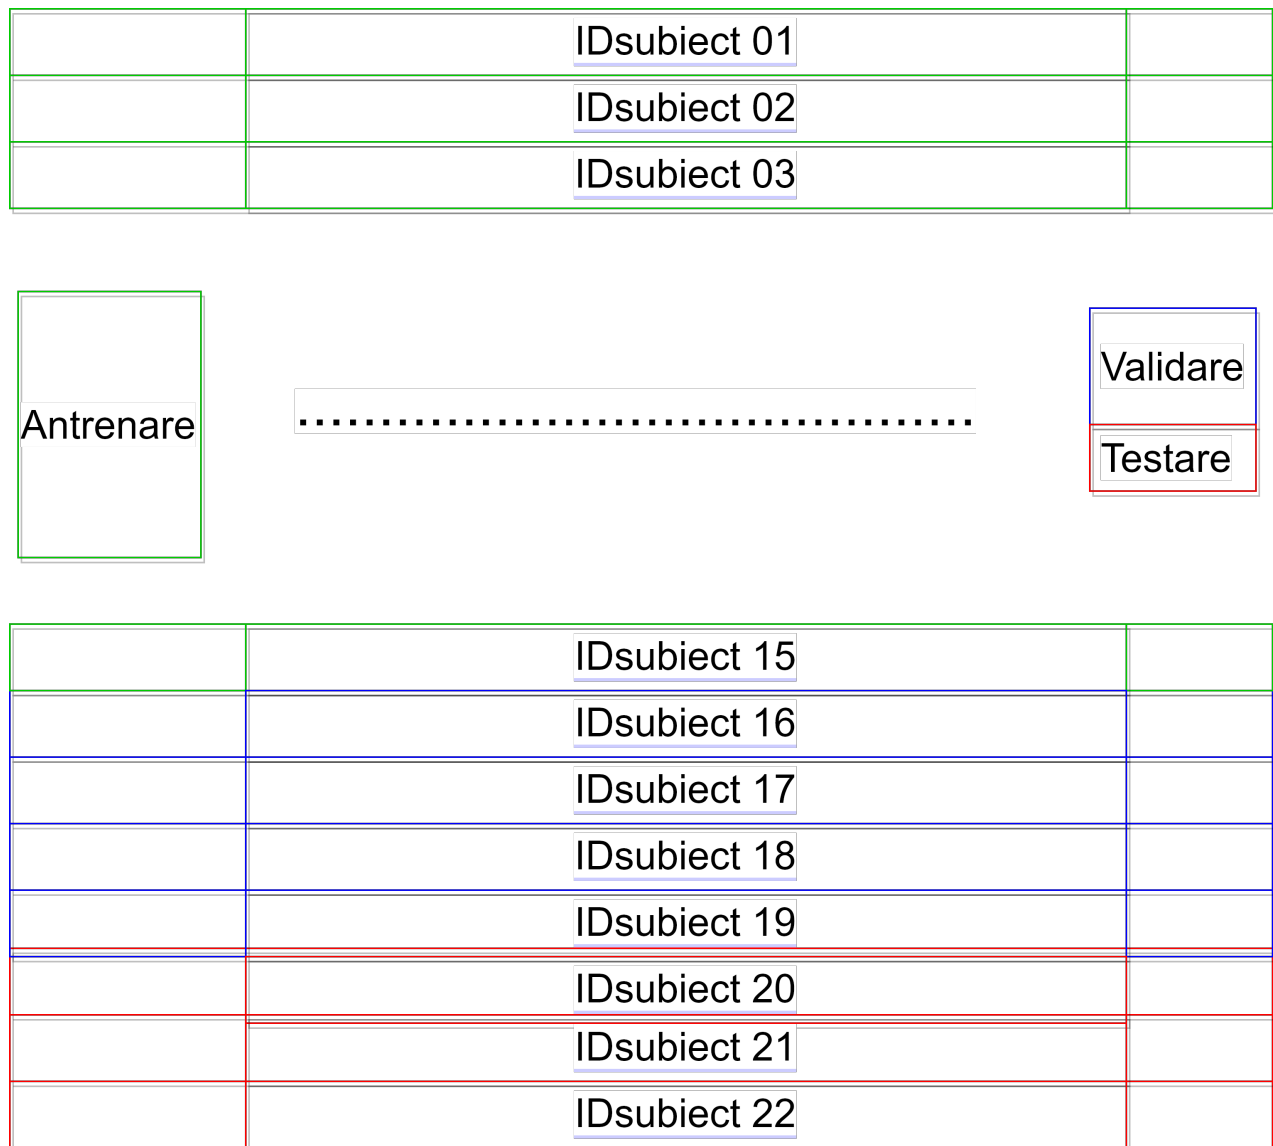 IDsubiect 01
IDsubiect 02
IDsubiect 03
Validare
Antrenare
.........................................
Testare
IDsubiect 15
IDsubiect 16
IDsubiect 17
IDsubiect 18
IDsubiect 19
IDsubiect 20
IDsubiect 21
IDsubiect 22